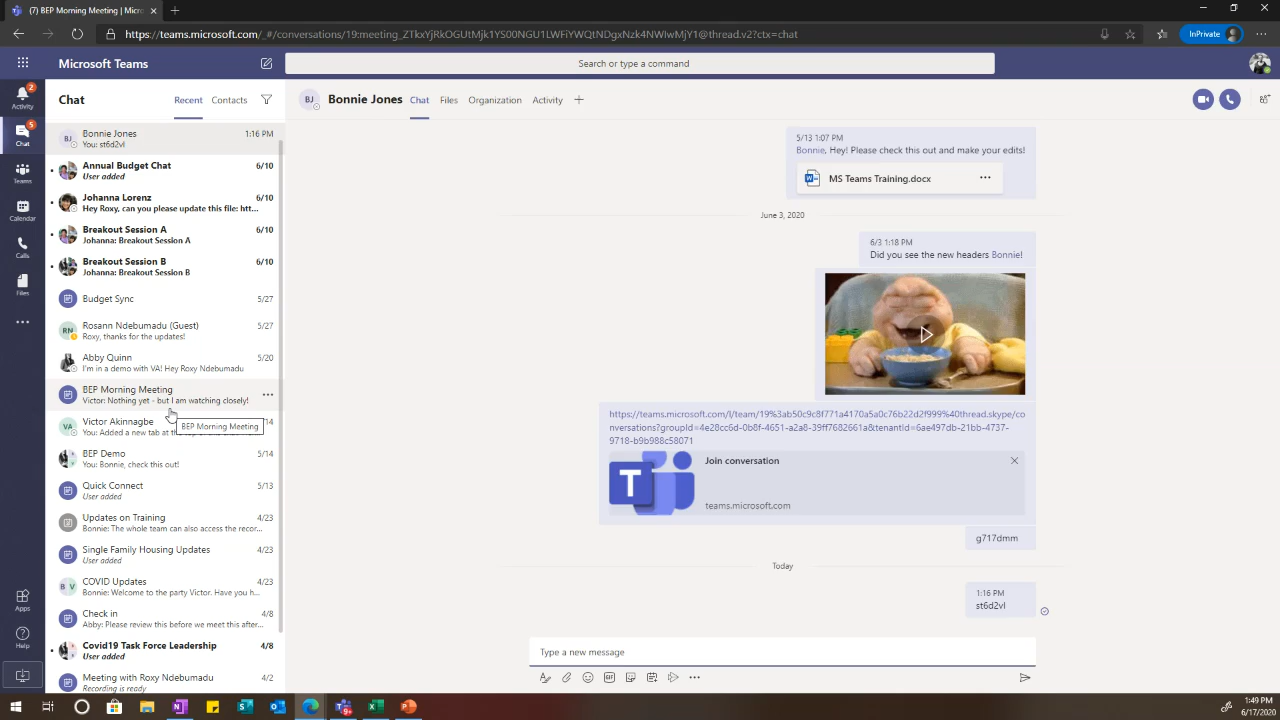 (7) BEP Morning Meeting | Micro
https://teams.microsoft.com/_#/conversations/19:meeting_ZTkxYjRkOGUtMjk1YS00NGU1LWFiYWQtNDgxNzk4NWIwMjY1@thread.v2?ctx=chat
InPrivate
Microsoft Teams
Search or type a command
2
Activity
5
Chat
Teams
Calendar
Calls
Files
Apps
Help
Chat
Recent
Contacts
Bonnie Jones 1:16 PM
You: st6d2vl
Annual Budget Chat 6/10
User added
Johanna Lorenz 6/10
Hey Roxy, can you please update this file: htt...
Breakout Session A 6/10
Johanna: Breakout Session A
Breakout Session B 6/10
Johanna: Breakout Session B
Budget Sync 5/27
RN Rosann Ndebumadu (Guest) 5/27
Roxy, thanks for the updates!
Abby Quinn 5/20
I'm in a demo with VA! Hey Roxy Ndebumadu
BEP Morning Meeting
Victor: Nothing yet - but I am watching closely!
BEP Morning Meeting
VA Victor Akinnagbe 14
You: Added a new tab at the
BEP Demo 5/14
You: Bonnie, check this out!
Quick Connect 5/13
User added
Updates on Training 4/23
Bonnie: The whole team can also access the recor...
Single Family Housing Updates 4/23
User added
B V COVID Updates 4/23
Bonnie: Welcome to the party Victor. Have you h...
Check in 4/8
Abby: Please review this before we meet this after...
Covid19 Task Force Leadership 4/8
User added
Meeting with Roxy Ndebumadu 4/2
Recording is ready
BJ Bonnie Jones Chat Files Organization Activity
5/13 1:07 PM
Bonnie, Hey! Please check this out and make your edits!
MS Teams Training.docx
June 3, 2020
6/3 1:18 PM
Did you see the new headers Bonnie!
https://teams.microsoft.com/l/team/19%3ab50c9c8f771a4170a5a0c76b22d2f999%40thread.skype/co
nversations?groupId=4e28cc6d-0b8f-4651-a2a8-39ff7682661a&tenantId=6ae497db-21bb-4737-
9718-b9b988c58071
Join conversation
teams.microsoft.com
g717dmm
Today
1:16 PM
st6d2vl
Type a new message
1:49 PM
6/17/2020